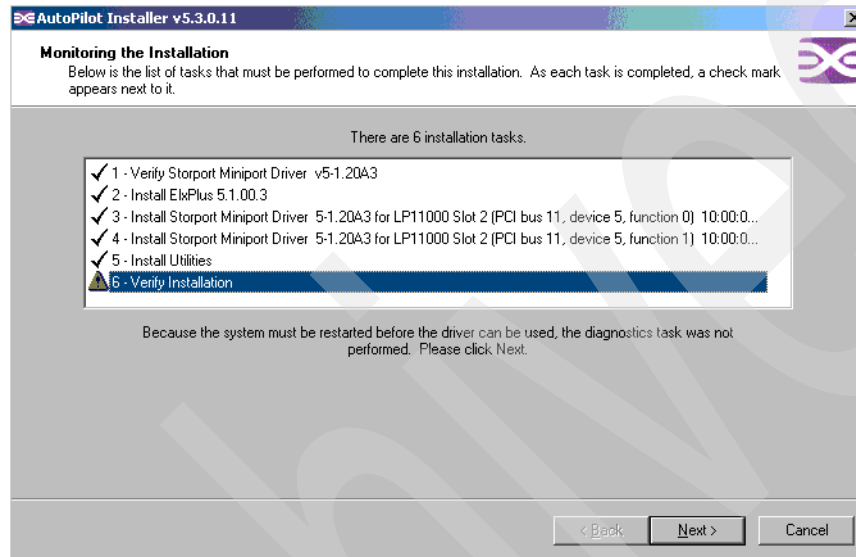 AutoPilot Installer v5.3.0.11
Monitoring the Installation
Below is the list of tasks that must be performed to complete this installation. As each task is completed, a check mark
appears next to it.
There are 6 installation tasks.
1 - Verify Storport Miniport Driver v5-1.20A3
2 - Install ElxPlus 5.1.00.3
3 - Install Storport Miniport Driver 5-1.20A3 for LP11000 Slot 2 (PCI bus 11, device 5, function 0) 10:00:0...
4 - Install Storport Miniport Driver 5-1.20A3 for LP11000 Slot 2 (PCI bus 11, device 5, function 1) 10:00:0...
5 - Install Utilities
6 - Verify Installation
Because the system must be restarted before the driver can be used, the diagnostics task was not
performed. Please click Next.
< Back Next > Cancel